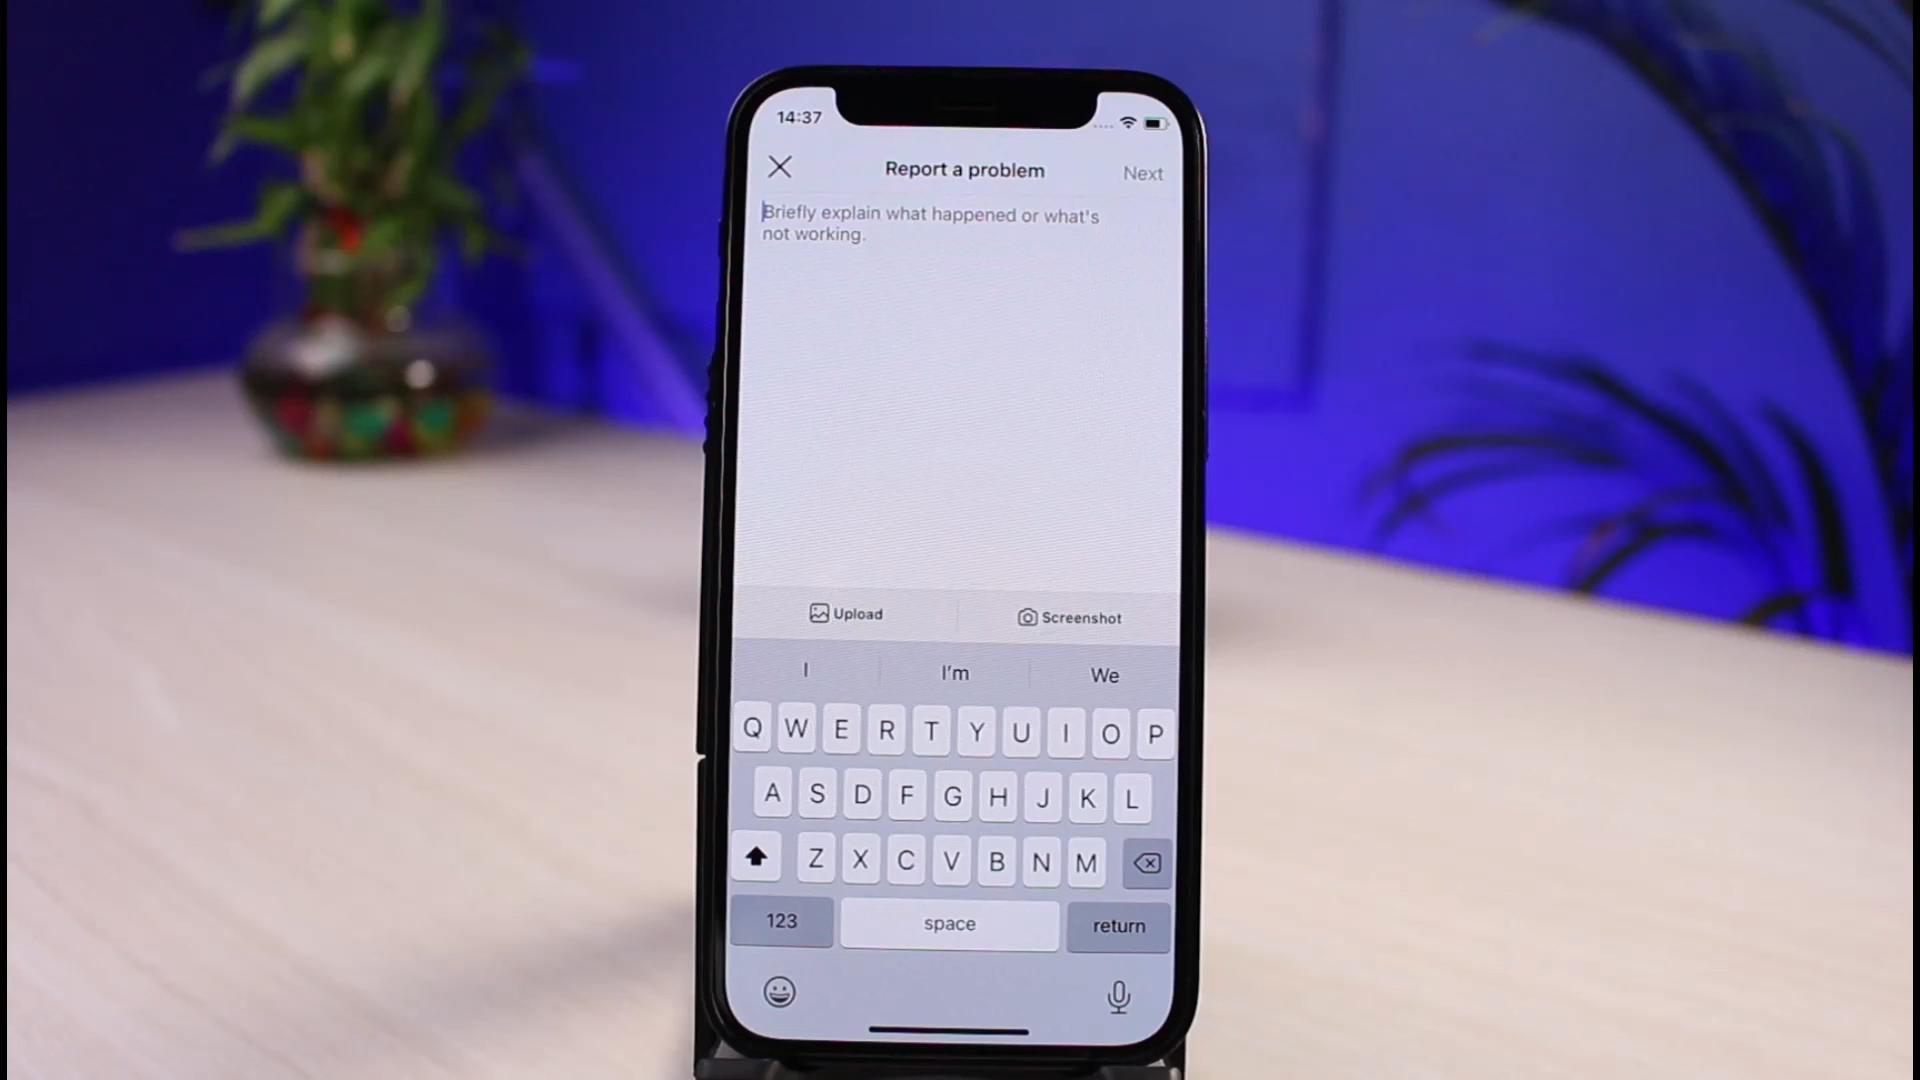 14:37
Report a problem
Next
Briefly explain what happened or what's
not working.
Upload
Screenshot
I
I'm
We
Q W E R T Y U I O P
A S D F G H J K L
Z X C V B N M
123
space
return